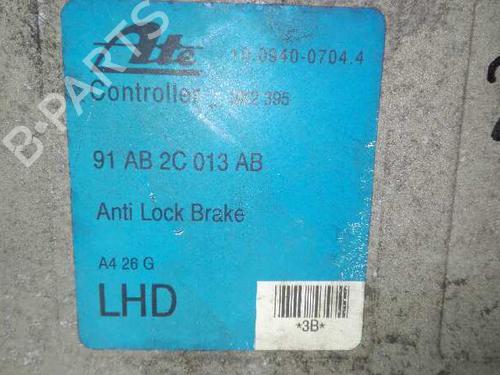 B-PARTS
Ate 10.0940-0704.4
Controller 395
91 AB 2C 013 AB
Anti Lock Brake
A4 26 G
LHD
*3B*